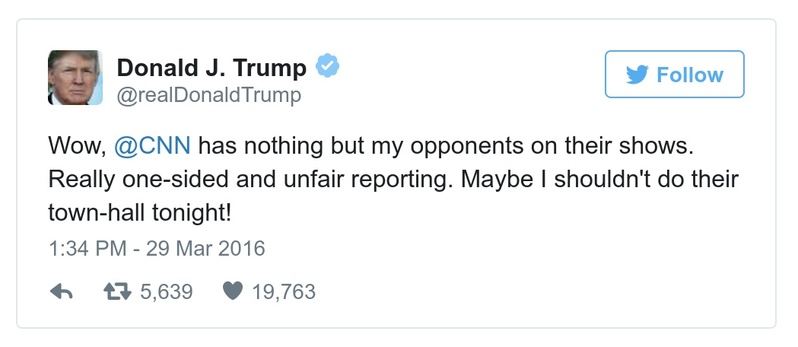 Donald J. Trump
@realDonaldTrump
Follow
Wow, @CNN has nothing but my opponents on their shows.
Really one-sided and unfair reporting. Maybe I shouldn't do their
town-hall tonight!
1:34 PM - 29 Mar 2016
5,639 19,763